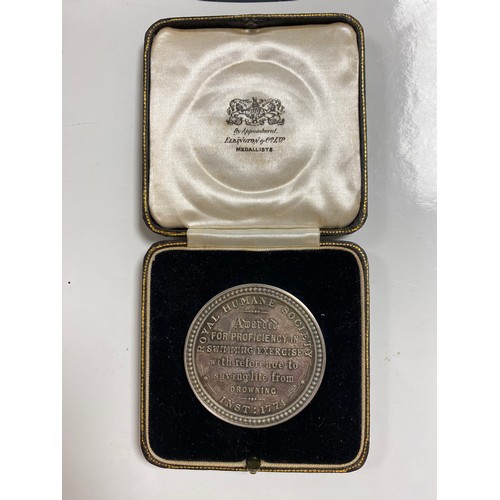 By Appointment
ELKINGTON & CO LTD
MEDALLISTS
ROYAL HUMANE SOCIETY
Awarded
FOR PROFICIENCY IN
SWIMMING EXERCISE
with reference to
saving life from
DROWNING
INST: 1774